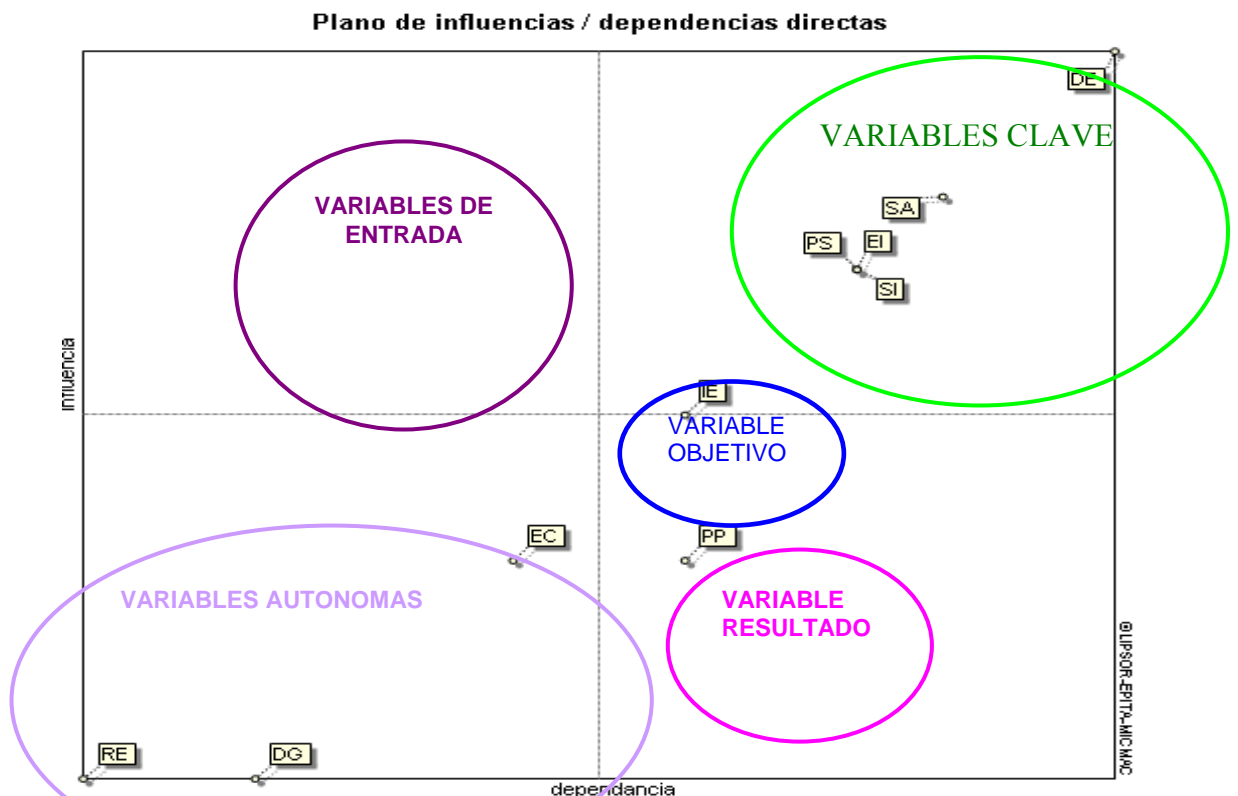 Plano de influencias / dependencias directas
DE
VARIABLES CLAVE
VARIABLES DE
ENTRADA
SA
PS
EI
SI
influencia
IE
VARIABLE
OBJETIVO
EC
PP
VARIABLES AUTONOMAS
VARIABLE
RESULTADO
RE
DG
dependancia
©LIPSOR-EPITA-MICMAC